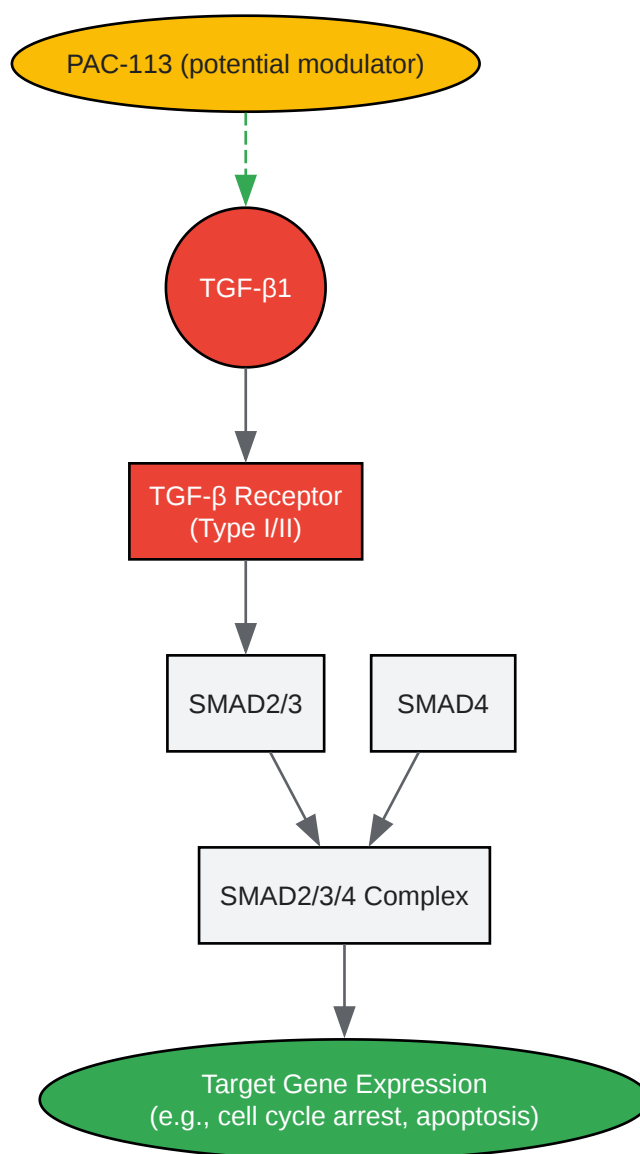 PAC-113 (potential modulator)
TGF-β1
TGF-β Receptor
(Type I/II)
SMAD2/3
SMAD4
SMAD2/3/4 Complex
Target Gene Expression
(e.g., cell cycle arrest, apoptosis)